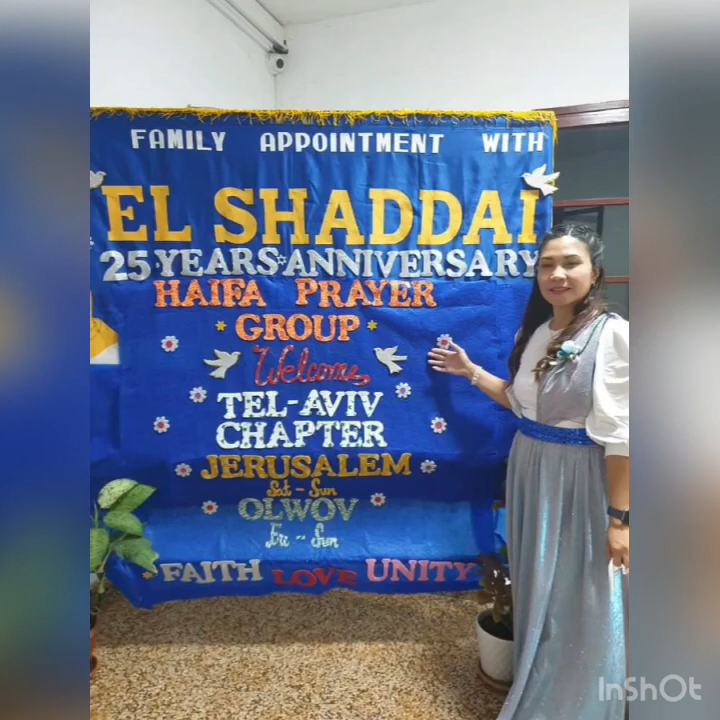 FAMILY APPOINTMENT WITH
EL SHADDAI
25 YEARS ANNIVERSARY
HAIFA PRAYER
GROUP
Welcome
TEL-AVIV
CHAPTER
JERUSALEM
Sat - Sun
OLWOV
Fri - Sun
FAITH LOVE UNITY
InShOt